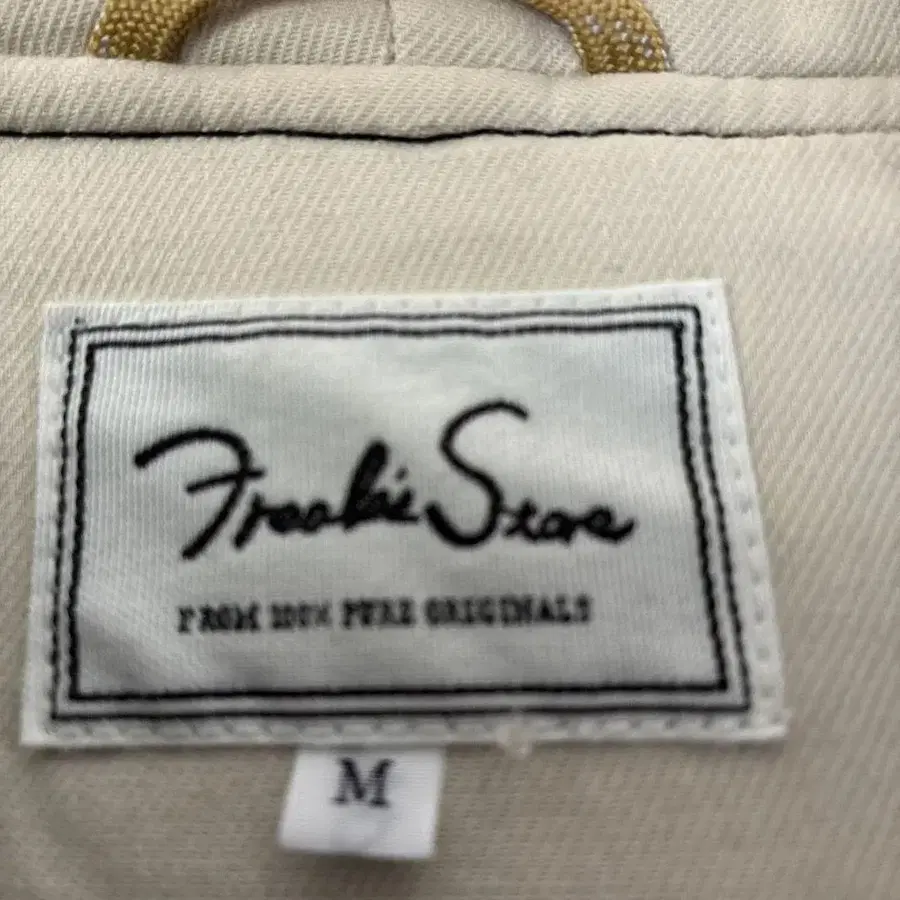 Freak's Store
FROM 100% PURE ORIGINALS
M